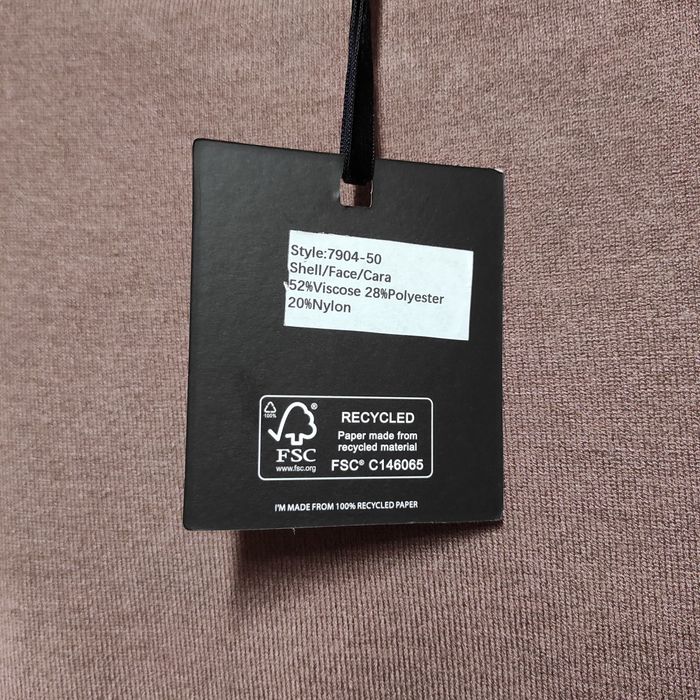 Style:7904-50
Shell/Face/Cara
52%Viscose 28%Polyester
20%Nylon
100%
®
FSC
www.fsc.org
RECYCLED
Paper made from
recycled material
FSC® C146065
I'M MADE FROM 100% RECYCLED PAPER